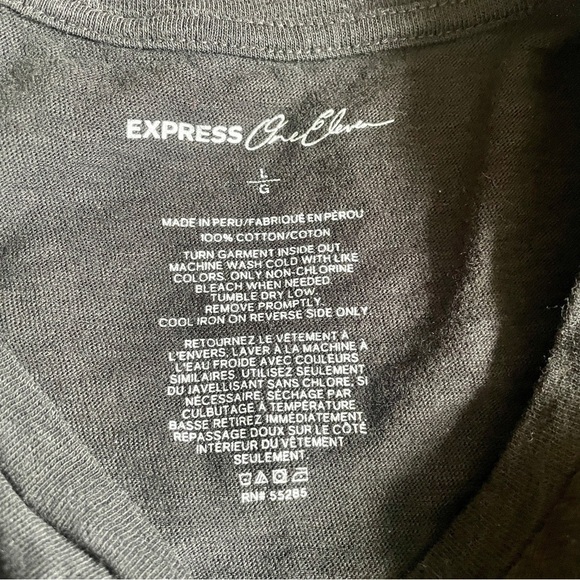 EXPRESS One Eleven
L
G
MADE IN PERU/FABRIQUÉ EN PÉROU
100% COTTON/COTON
TURN GARMENT INSIDE OUT.
MACHINE WASH COLD WITH LIKE
COLORS. ONLY NON-CHLORINE
BLEACH WHEN NEEDED.
TUMBLE DRY LOW.
REMOVE PROMPTLY.
COOL IRON ON REVERSE SIDE ONLY.
RETOURNEZ LE VÊTEMENT À
L'ENVERS, LAVER À LA MACHINE À
L'EAU FROIDE AVEC COULEURS
SIMILAIRES. UTILISEZ SEULEMENT
DU JAVELLISANT SANS CHLORE, SI
NÉCESSAIRE. SÉCHAGE PAR
CULBUTAGE À TEMPÉRATURE
BASSE RETIREZ IMMÉDIATEMENT,
REPASSAGE DOUX SUR LE CÔTÉ
INTÉRIEUR DU VÊTEMENT
SEULEMENT.
RN# 55285